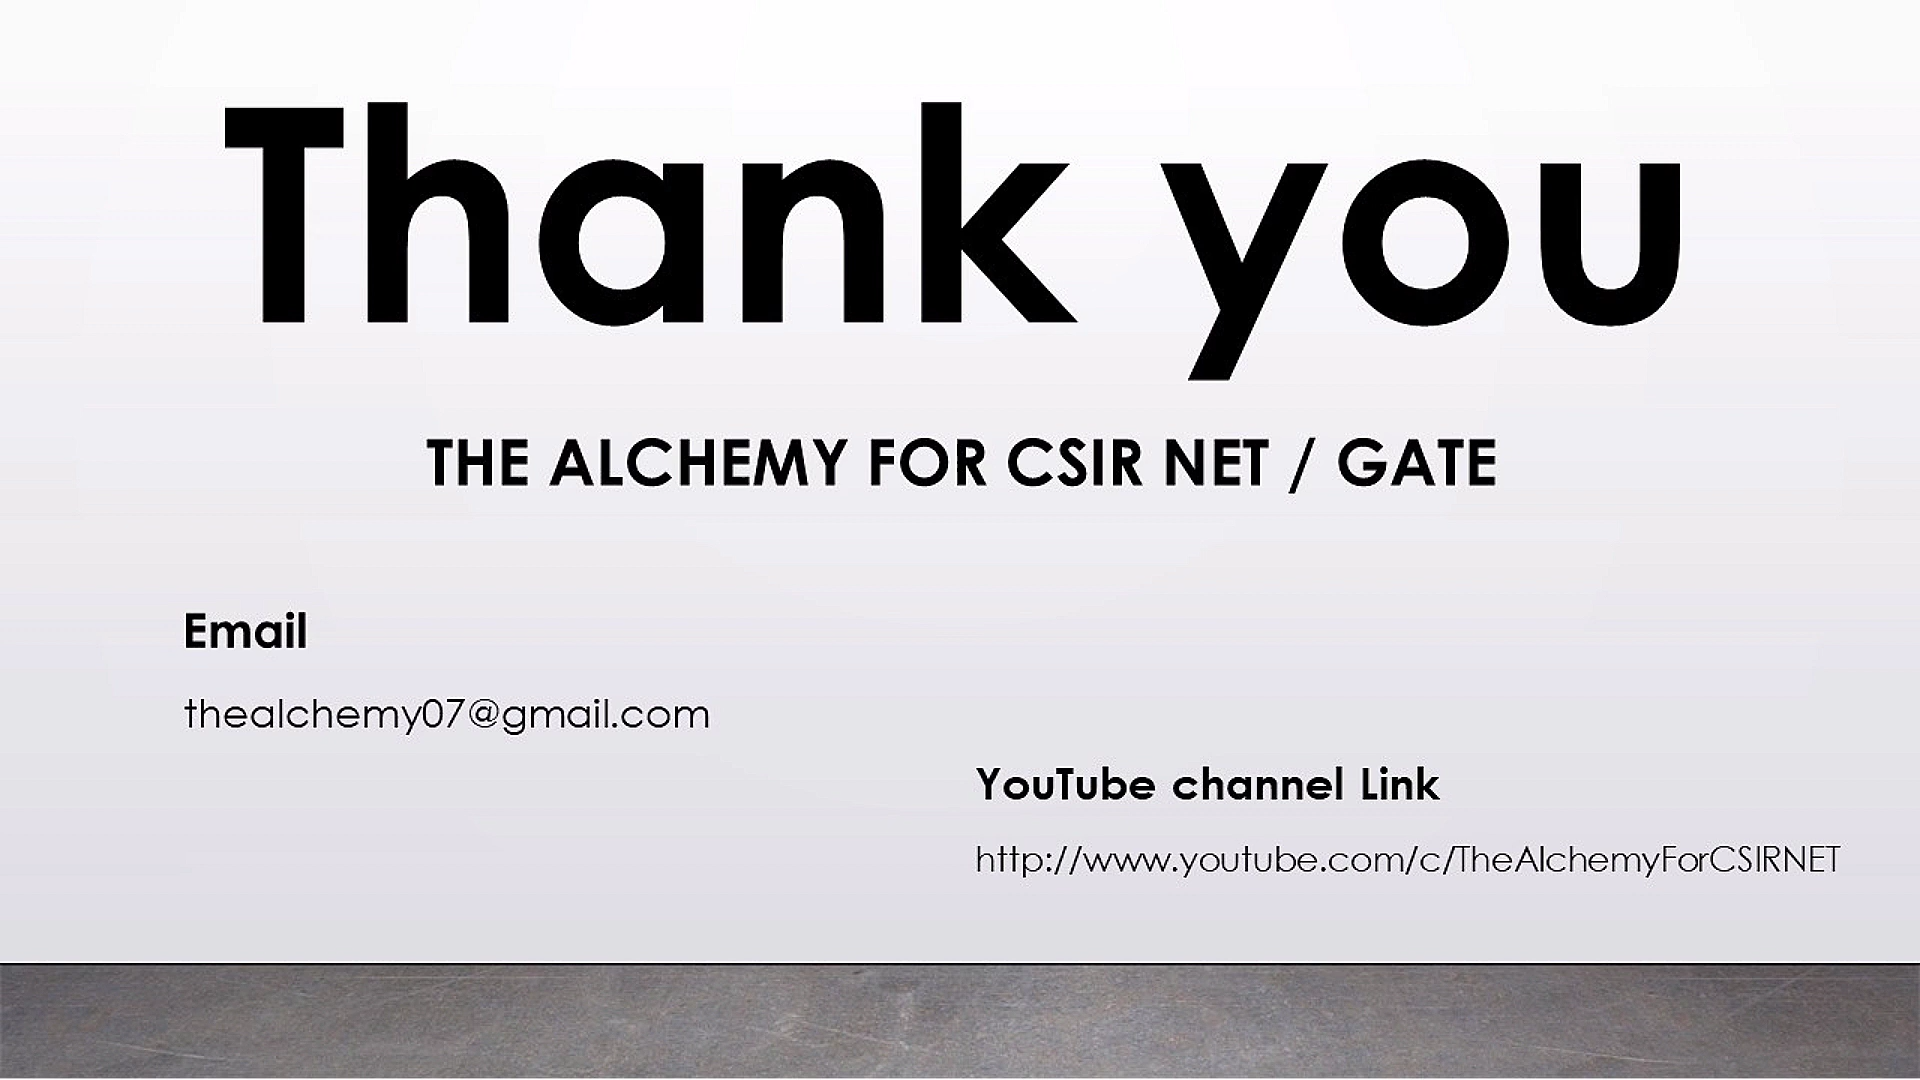 Thank you
THE ALCHEMY FOR CSIR NET / GATE
Email
thealchemy07@gmail.com
YouTube channel Link
http://www.youtube.com/c/TheAlchemyForCSIRNET